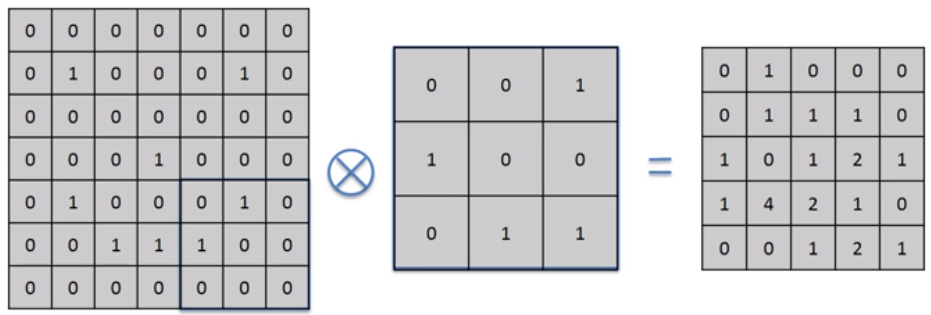 0 0 0 0 0 0 0
0 1 0 0 0 1 0
0 0 0 0 0 0 0
0 0 0 1 0 0 0
0 1 0 0 0 1 0
0 0 1 1 1 0 0
0 0 0 0 0 0 0
⊗
0 0 1
1 0 0
0 1 1
=
0 1 0 0 0
0 1 1 1 0
1 0 1 2 1
1 4 2 1 0
0 0 1 2 1